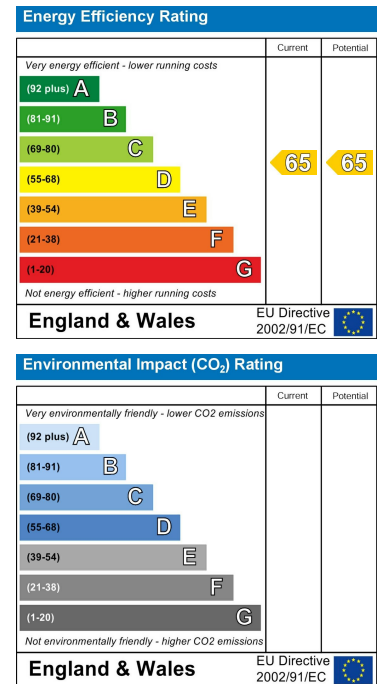 Energy Efficiency Rating
Current Potential
Very energy efficient - lower running costs
(92 plus) A
(81-91) B
(69-80) C
(55-68) D
(39-54) E
(21-38) F
(1-20) G
65 65
Not energy efficient - higher running costs
England & Wales
EU Directive
2002/91/EC
Environmental Impact (CO₂) Rating
Current Potential
Very environmentally friendly - lower CO2 emissions
(92 plus) A
(81-91) B
(69-80) C
(55-68) D
(39-54) E
(21-38) F
(1-20) G
Not environmentally friendly - higher CO2 emissions
England & Wales
EU Directive
2002/91/EC